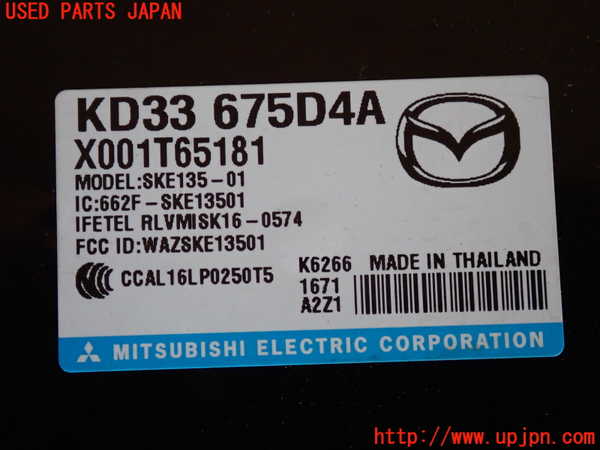 USED PARTS JAPAN
KD33 675D4A
X001T65181
MODEL:SKE135-01
IC:662F-SKE13501
IFETEL RLVMISK16-0574
FCC ID:WAZSKE13501
CCAL16LP0250T5
K6266 MADE IN THAILAND
1671
A2Z1
MITSUBISHI ELECTRIC CORPORATION
http://www.upjpn.com/